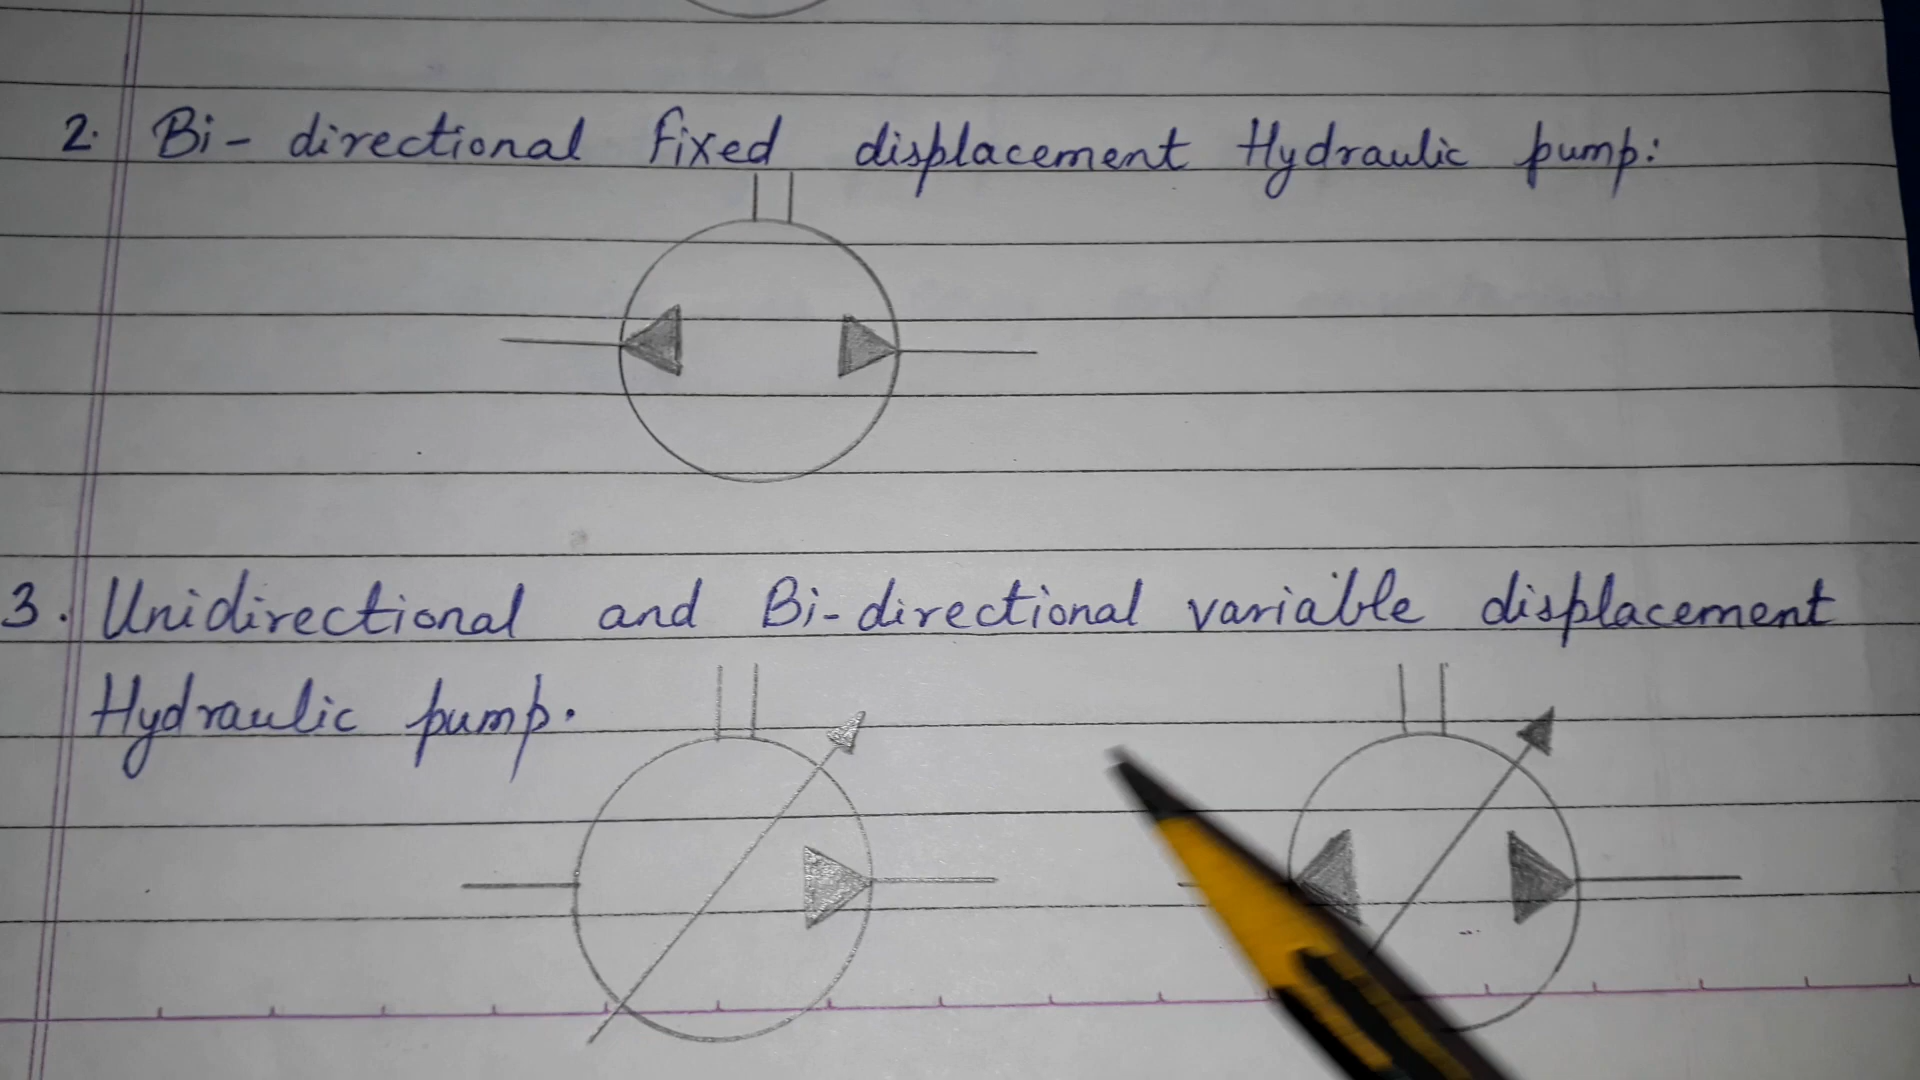 2. Bi-directional fixed displacement Hydraulic pump:
3. Unidirectional and Bi-directional variable displacement
Hydraulic pump.